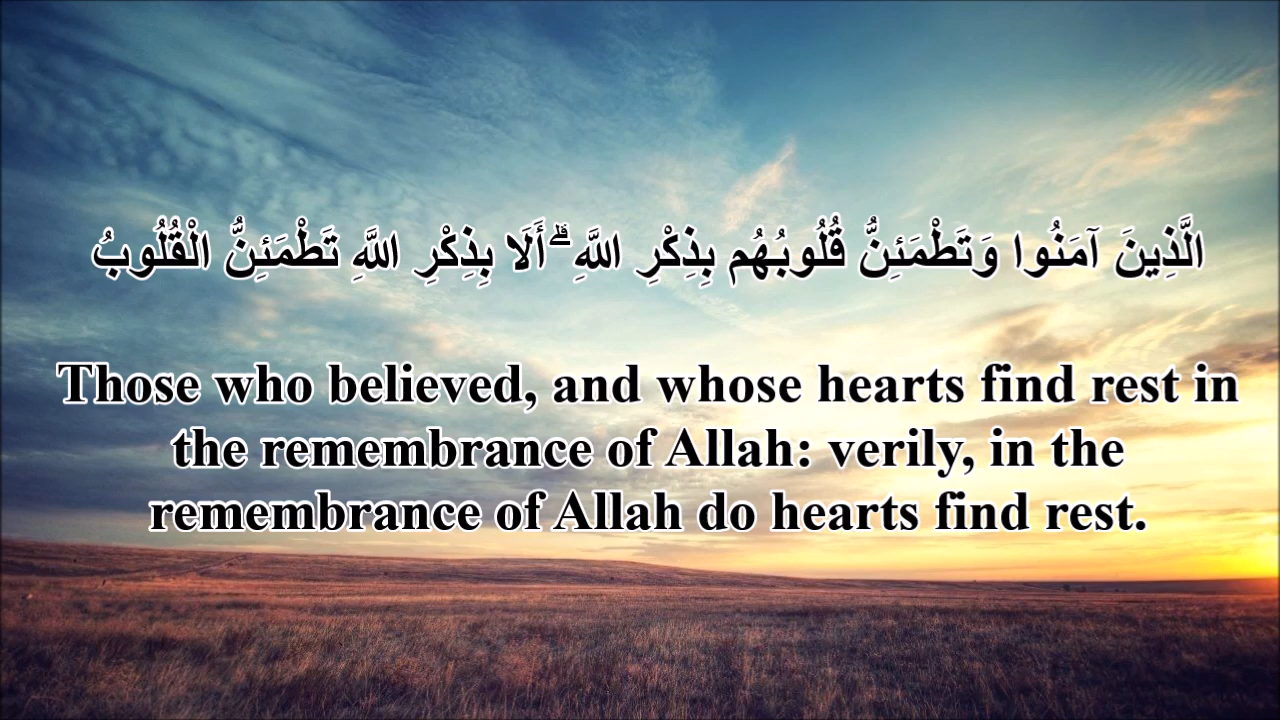 الَّذِينَ آمَنُوا وَتَطْمَئِنُّ قُلُوبُهُم بِذِكْرِ اللَّهِ ۗ أَلَا بِذِكْرِ اللَّهِ تَطْمَئِنُّ الْقُلُوبُ
Those who believed, and whose hearts find rest in
the remembrance of Allah: verily, in the
remembrance of Allah do hearts find rest.